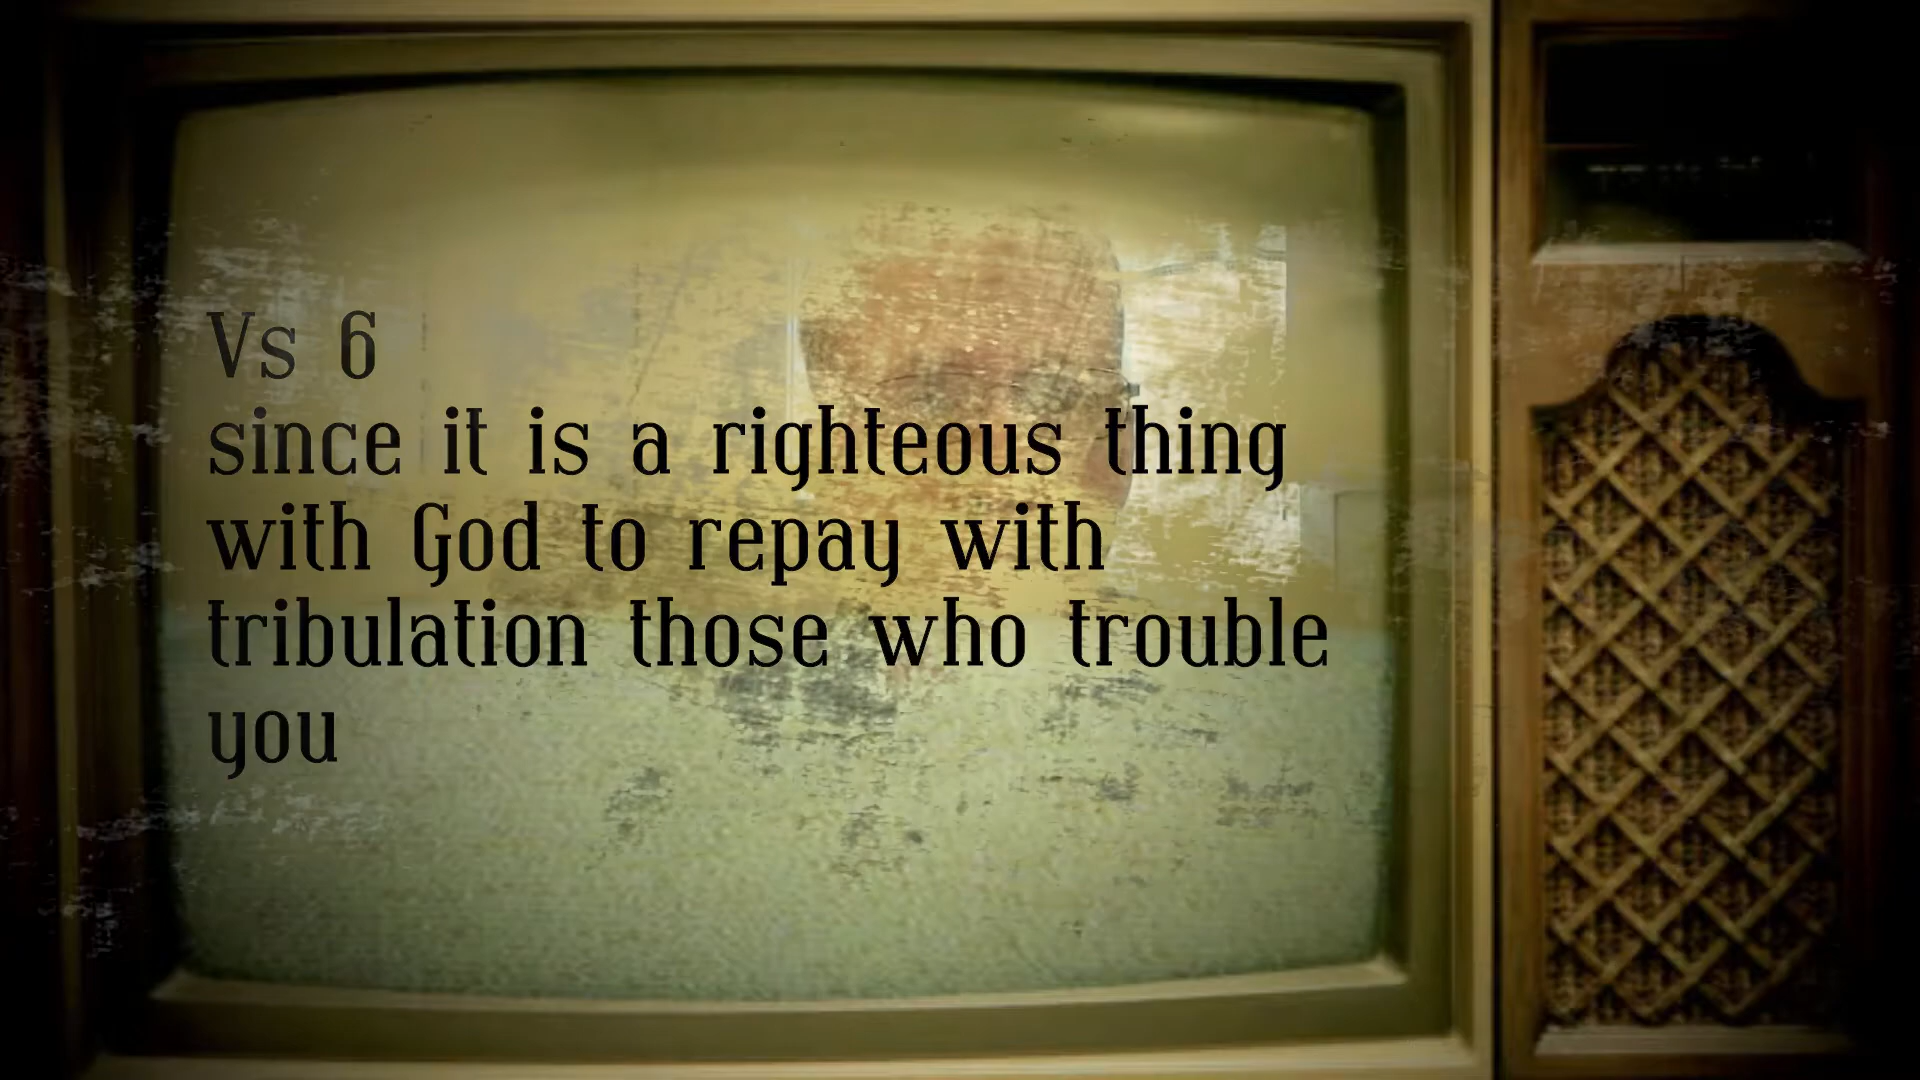 Vs 6
since it is a righteous thing
with God to repay with
tribulation those who trouble
you